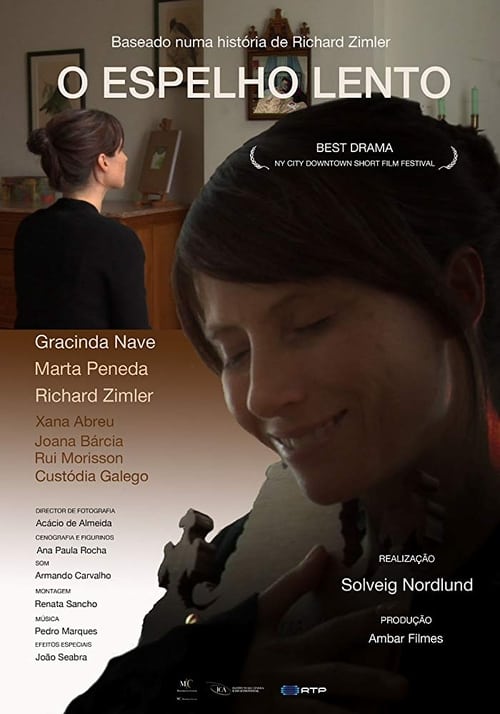 Baseado numa história de Richard Zimler
O ESPELHO LENTO
BEST DRAMA
NY CITY DOWNTOWN SHORT FILM FESTIVAL
Gracinda Nave
Marta Peneda
Richard Zimler
Xana Abreu
Joana Bárcia
Rui Morisson
Custódia Galego
DIRECTOR DE FOTOGRAFIA
Acácio de Almeida
CENOGRAFIA E FIGURINOS
Ana Paula Rocha
SOM
Armando Carvalho
MONTAGEM
Renata Sancho
MÚSICA
Pedro Marques
EFEITOS ESPECIAIS
João Seabra
REALIZAÇÃO
Solveig Nordlund
PRODUÇÃO
Ambar Filmes
MC
ICA
RTP